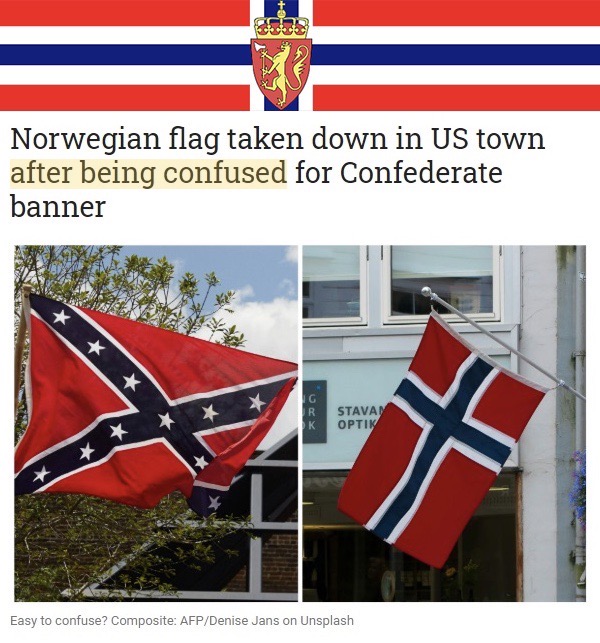 Norwegian flag taken down in US town
after being confused for Confederate
banner
STAVAN
OPTIK
Easy to confuse? Composite: AFP/Denise Jans on Unsplash